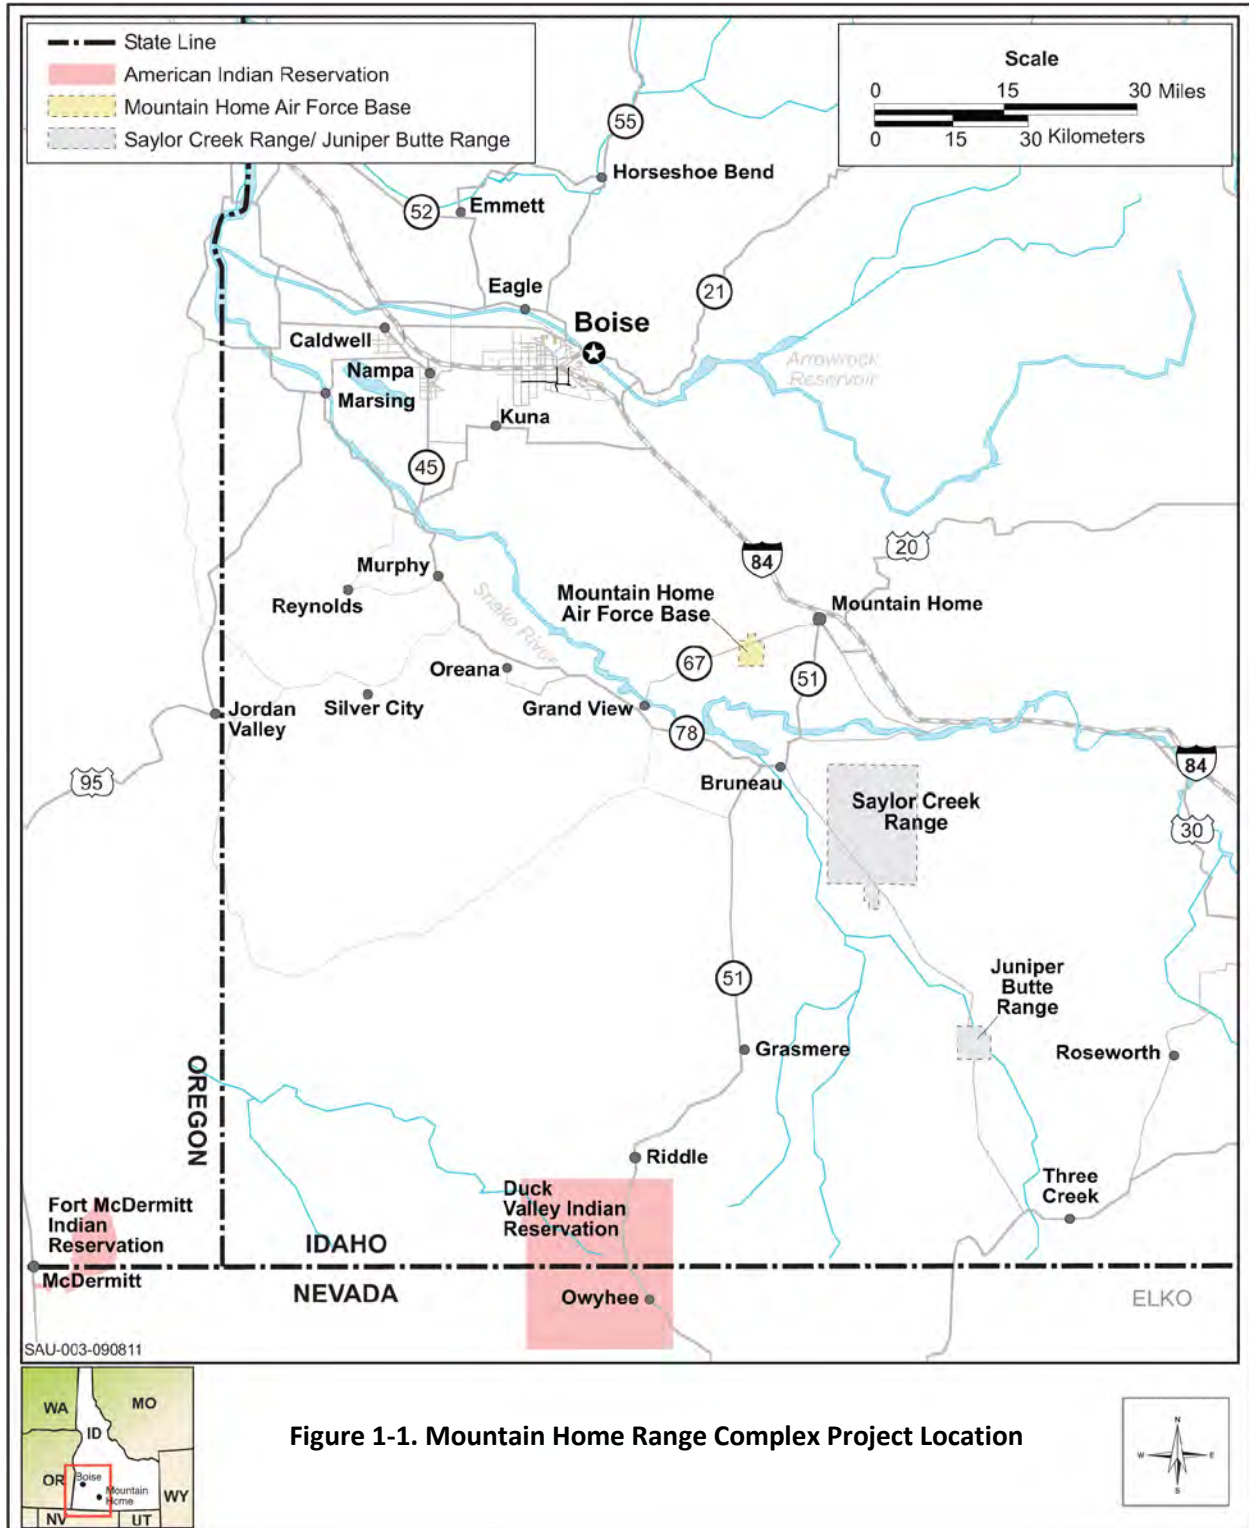 State Line
American Indian Reservation
Mountain Home Air Force Base
Saylor Creek Range/ Juniper Butte Range
Scale
0 15 30 Miles
0 15 30 Kilometers
55
Horseshoe Bend
52
Emmett
21
Eagle
Boise
Caldwell
Arrowrock
Reservoir
Nampa
Marsing
Kuna
45
20
84
Murphy
Reynolds
Snake River
Mountain Home
Air Force Base
Mountain Home
67
51
Oreana
Silver City
Grand View
Jordan
Valley
78
95
Bruneau
84
Saylor Creek
Range
30
51
Juniper
Butte
Range
Grasmere
Roseworth
OREGON
Riddle
Three
Creek
Duck
Valley Indian
Reservation
Fort McDermitt
Indian
Reservation
IDAHO
McDermitt
NEVADA
Owyhee
ELKO
SAU-003-090811
WA
MO
ID
OR
Boise
Mountain
Home
WY
NV
UT
Figure 1-1. Mountain Home Range Complex Project Location
N
W
E
S